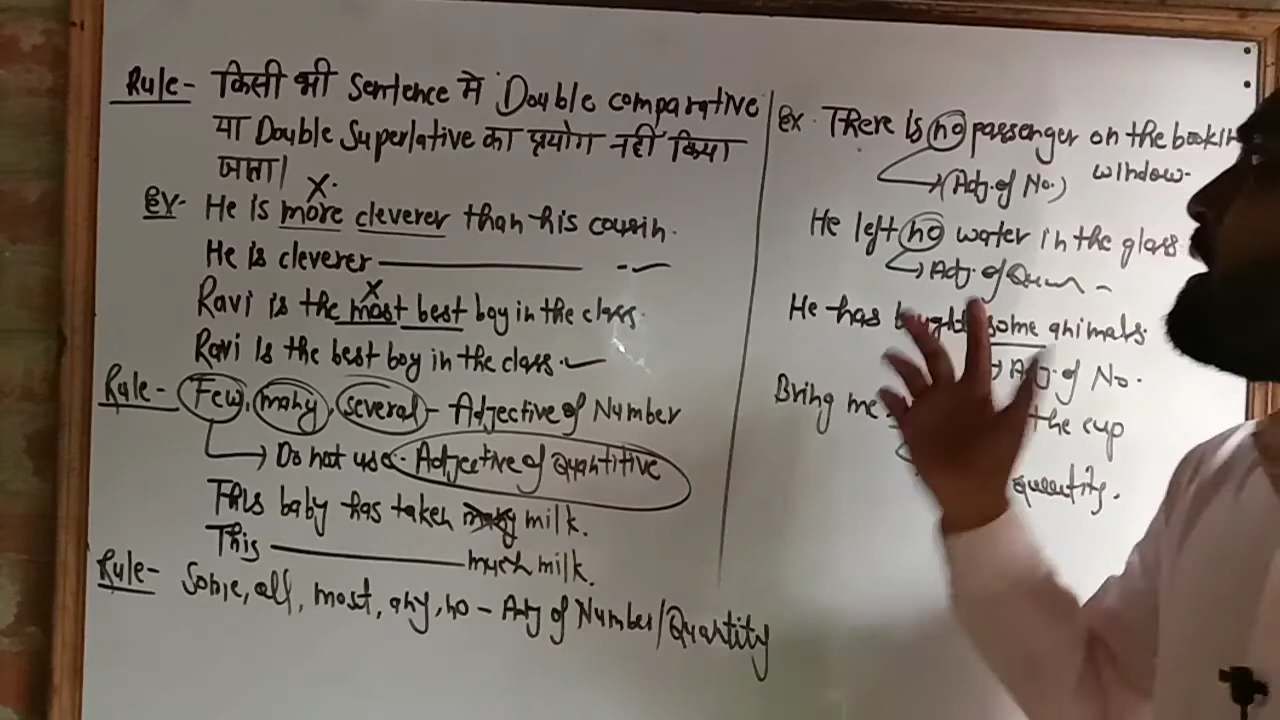 Rule- किसी भी Sentence मे Double comparative
या Double Superlative का प्रयोग नहीं किया
जाता।
Ex- He is more cleverer than his cousin.
He is cleverer
Ravi is the most best boy in the class.
Ravi is the best boy in the class.
Rule- Few, many, several - Adjective of Number
Do not use - Adjective of Quantitive
This baby has taken many milk.
This much milk.
Rule- Some, all, most, any, no - Adj of Number/Quantity
Ex. There is no passenger on the
window.
(Adj. of No.)
He left no water in the glass
Adj. of
He has bought some animals.
Adj. of No.
Bring me the cup
quantity.